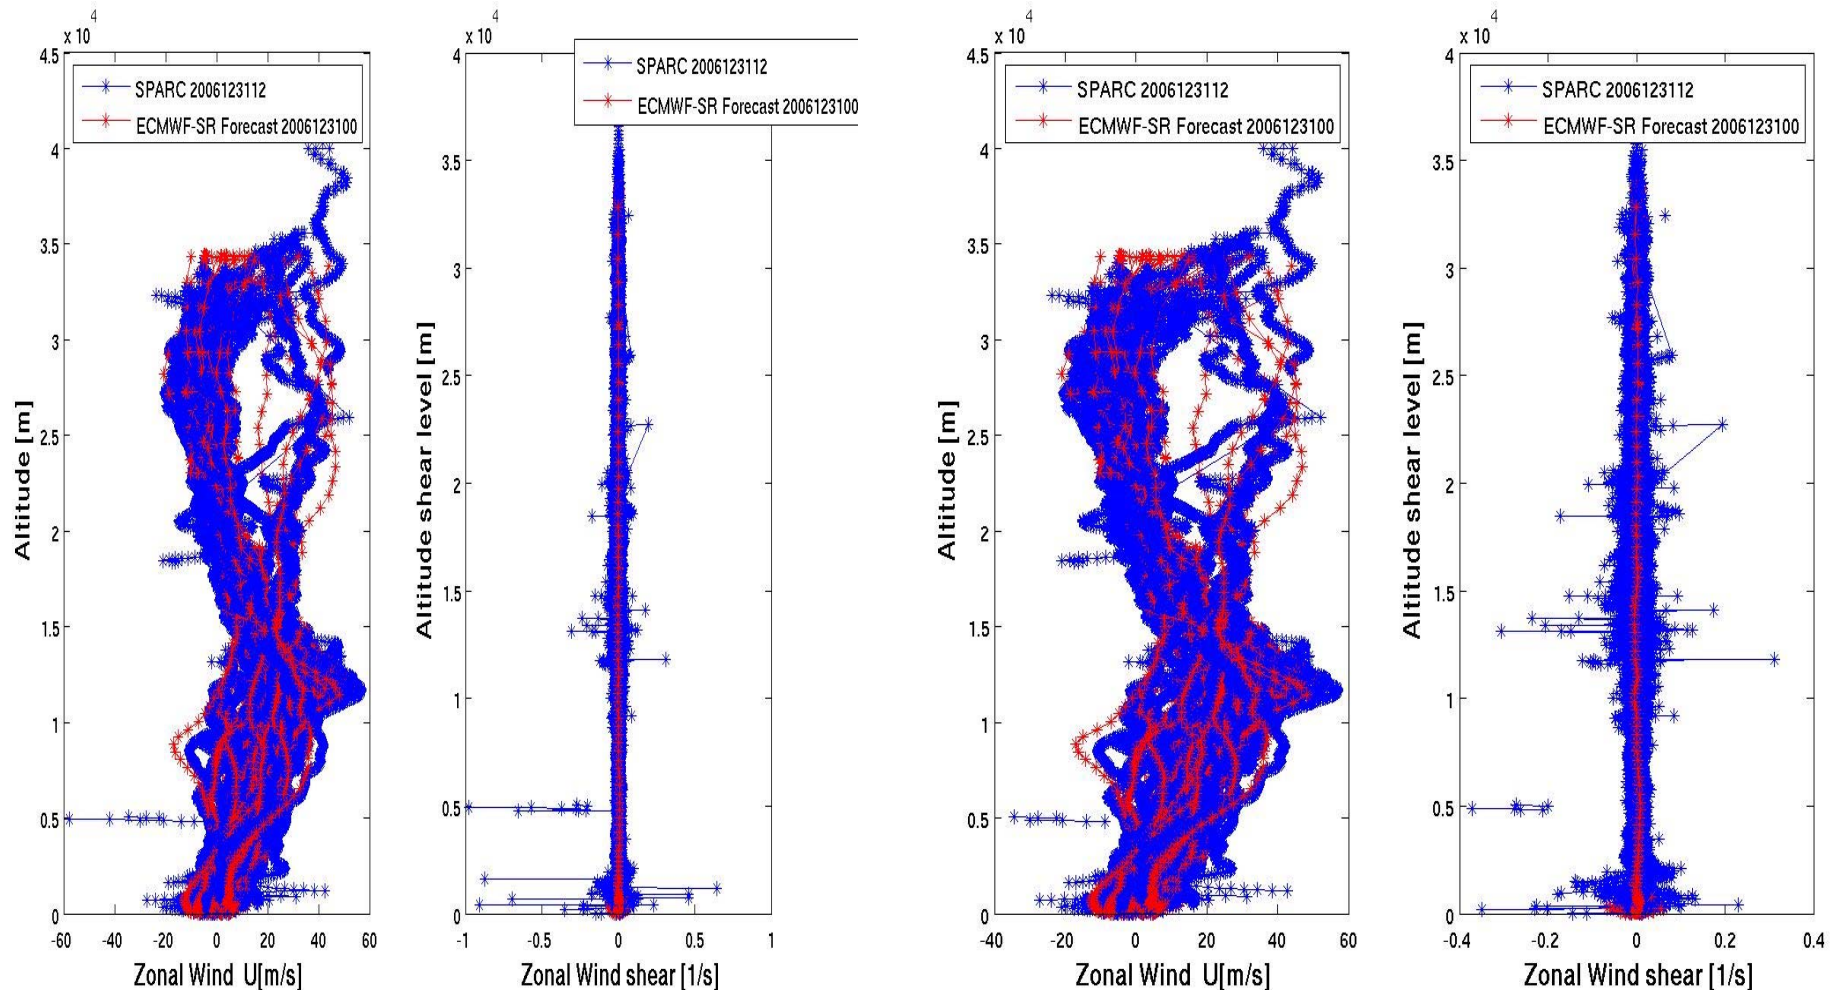 4
x 10
4.5
4
3.5
3
2.5
2
1.5
1
0.5
0
-60 -40 -20 0 20 40 60
Altitude [m]
Zonal Wind U[m/s]
SPARC 2006123112
ECMWF-SR Forecast 2006123100
4
x 10
4
3.5
3
2.5
2
1.5
1
0.5
0
-1 -0.5 0 0.5 1
Altitude shear level [m]
Zonal Wind shear [1/s]
SPARC 2006123112
ECMWF-SR Forecast 2006123100
4
x 10
4.5
4
3.5
3
2.5
2
1.5
1
0.5
0
-40 -20 0 20 40 60
Altitude [m]
Zonal Wind U[m/s]
SPARC 2006123112
ECMWF-SR Forecast 2006123100
4
x 10
4
3.5
3
2.5
2
1.5
1
0.5
0
-0.4 -0.2 0 0.2 0.4
Altitude shear level [m]
Zonal Wind shear [1/s]
SPARC 2006123112
ECMWF-SR Forecast 2006123100